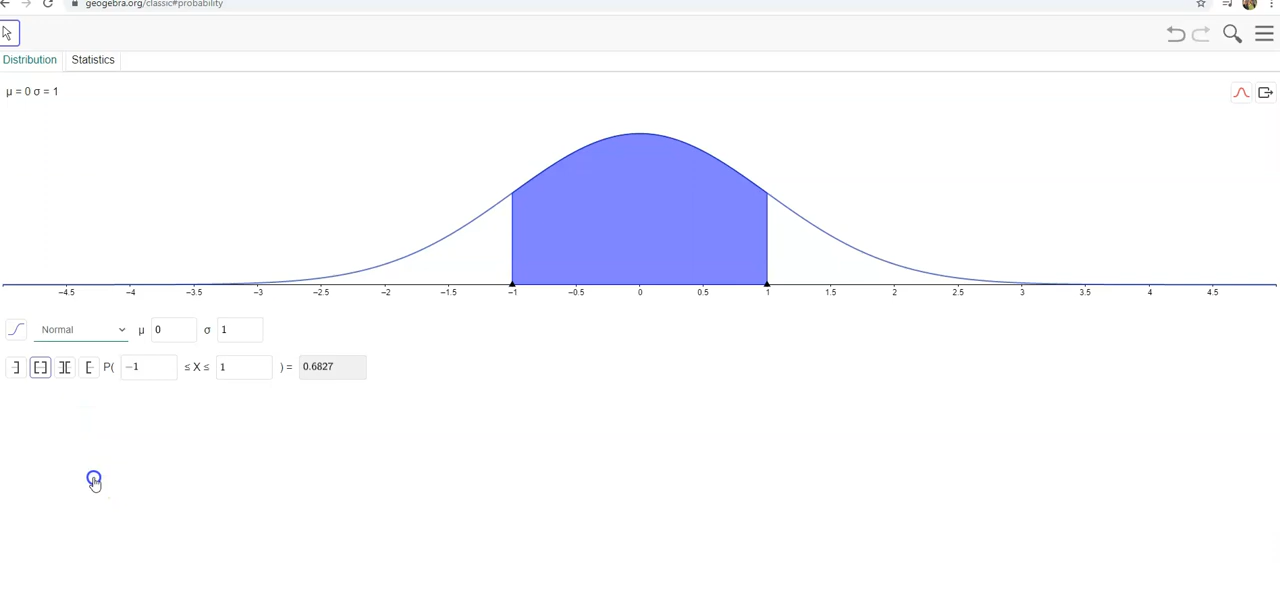 geogebra.org/classic#probability
Distribution Statistics
μ = 0 σ = 1
−4.5 −4 −3.5 −3 −2.5 −2 −1.5 −1 −0.5 0 0.5 1 1.5 2 2.5 3 3.5 4 4.5
Normal μ 0 σ 1
P( −1 ≤ X ≤ 1 ) = 0.6827